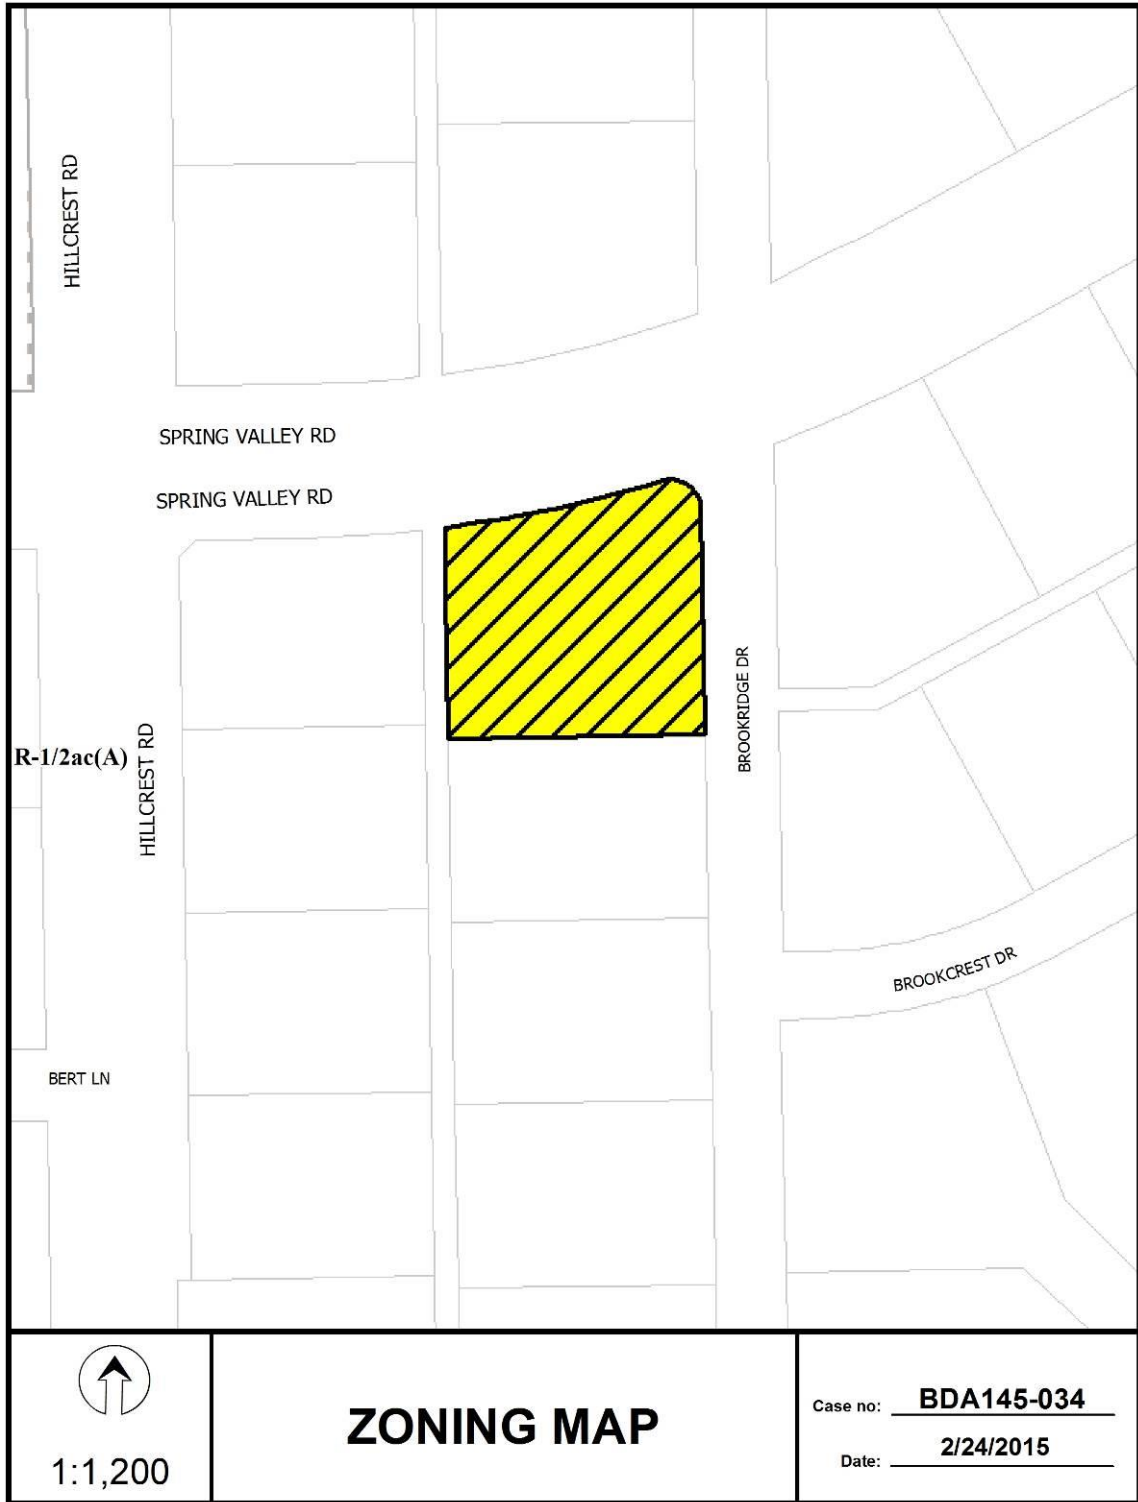 HILLCREST RD
SPRING VALLEY RD
SPRING VALLEY RD
BROOKRIDGE DR
R-1/2ac(A)
HILLCREST RD
BROOKCREST DR
BERT LN
1:1,200
ZONING MAP
Case no: BDA145-034
Date: 2/24/2015